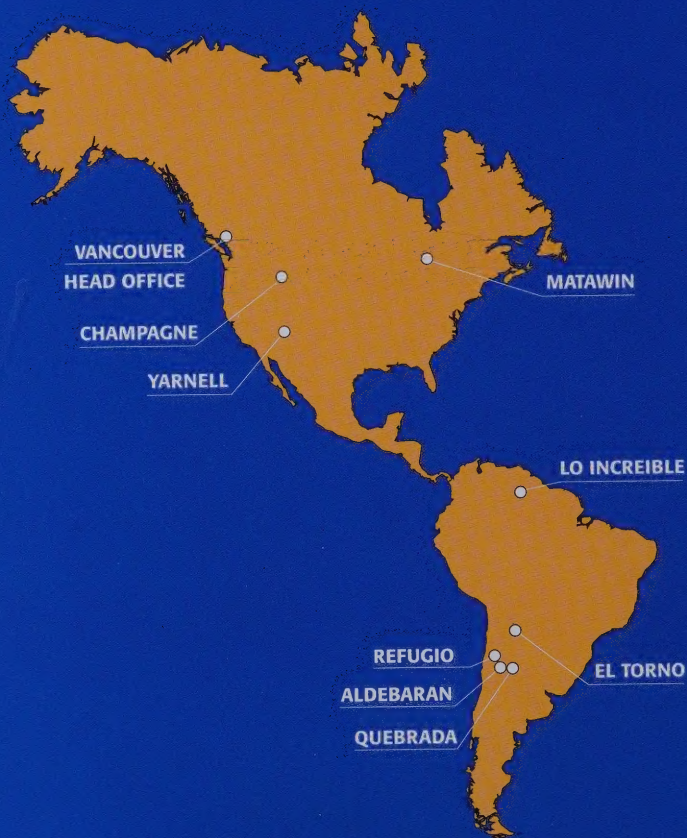 VANCOUVER
HEAD OFFICE
MATAWIN
CHAMPAGNE
YARNELL
LO INCREIBLE
REFUGIO
EL TORNO
ALDEBARAN
QUEBRADA